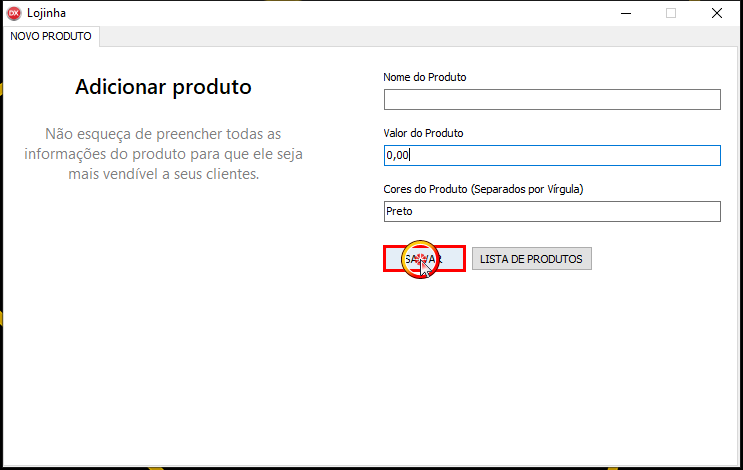 DX Lojinha
NOVO PRODUTO
Adicionar produto
Não esqueça de preencher todas as
informações do produto para que ele seja
mais vendível a seus clientes.
Nome do Produto
Valor do Produto
0,00
Cores do Produto (Separados por Vírgula)
Preto
SALVAR
LISTA DE PRODUTOS